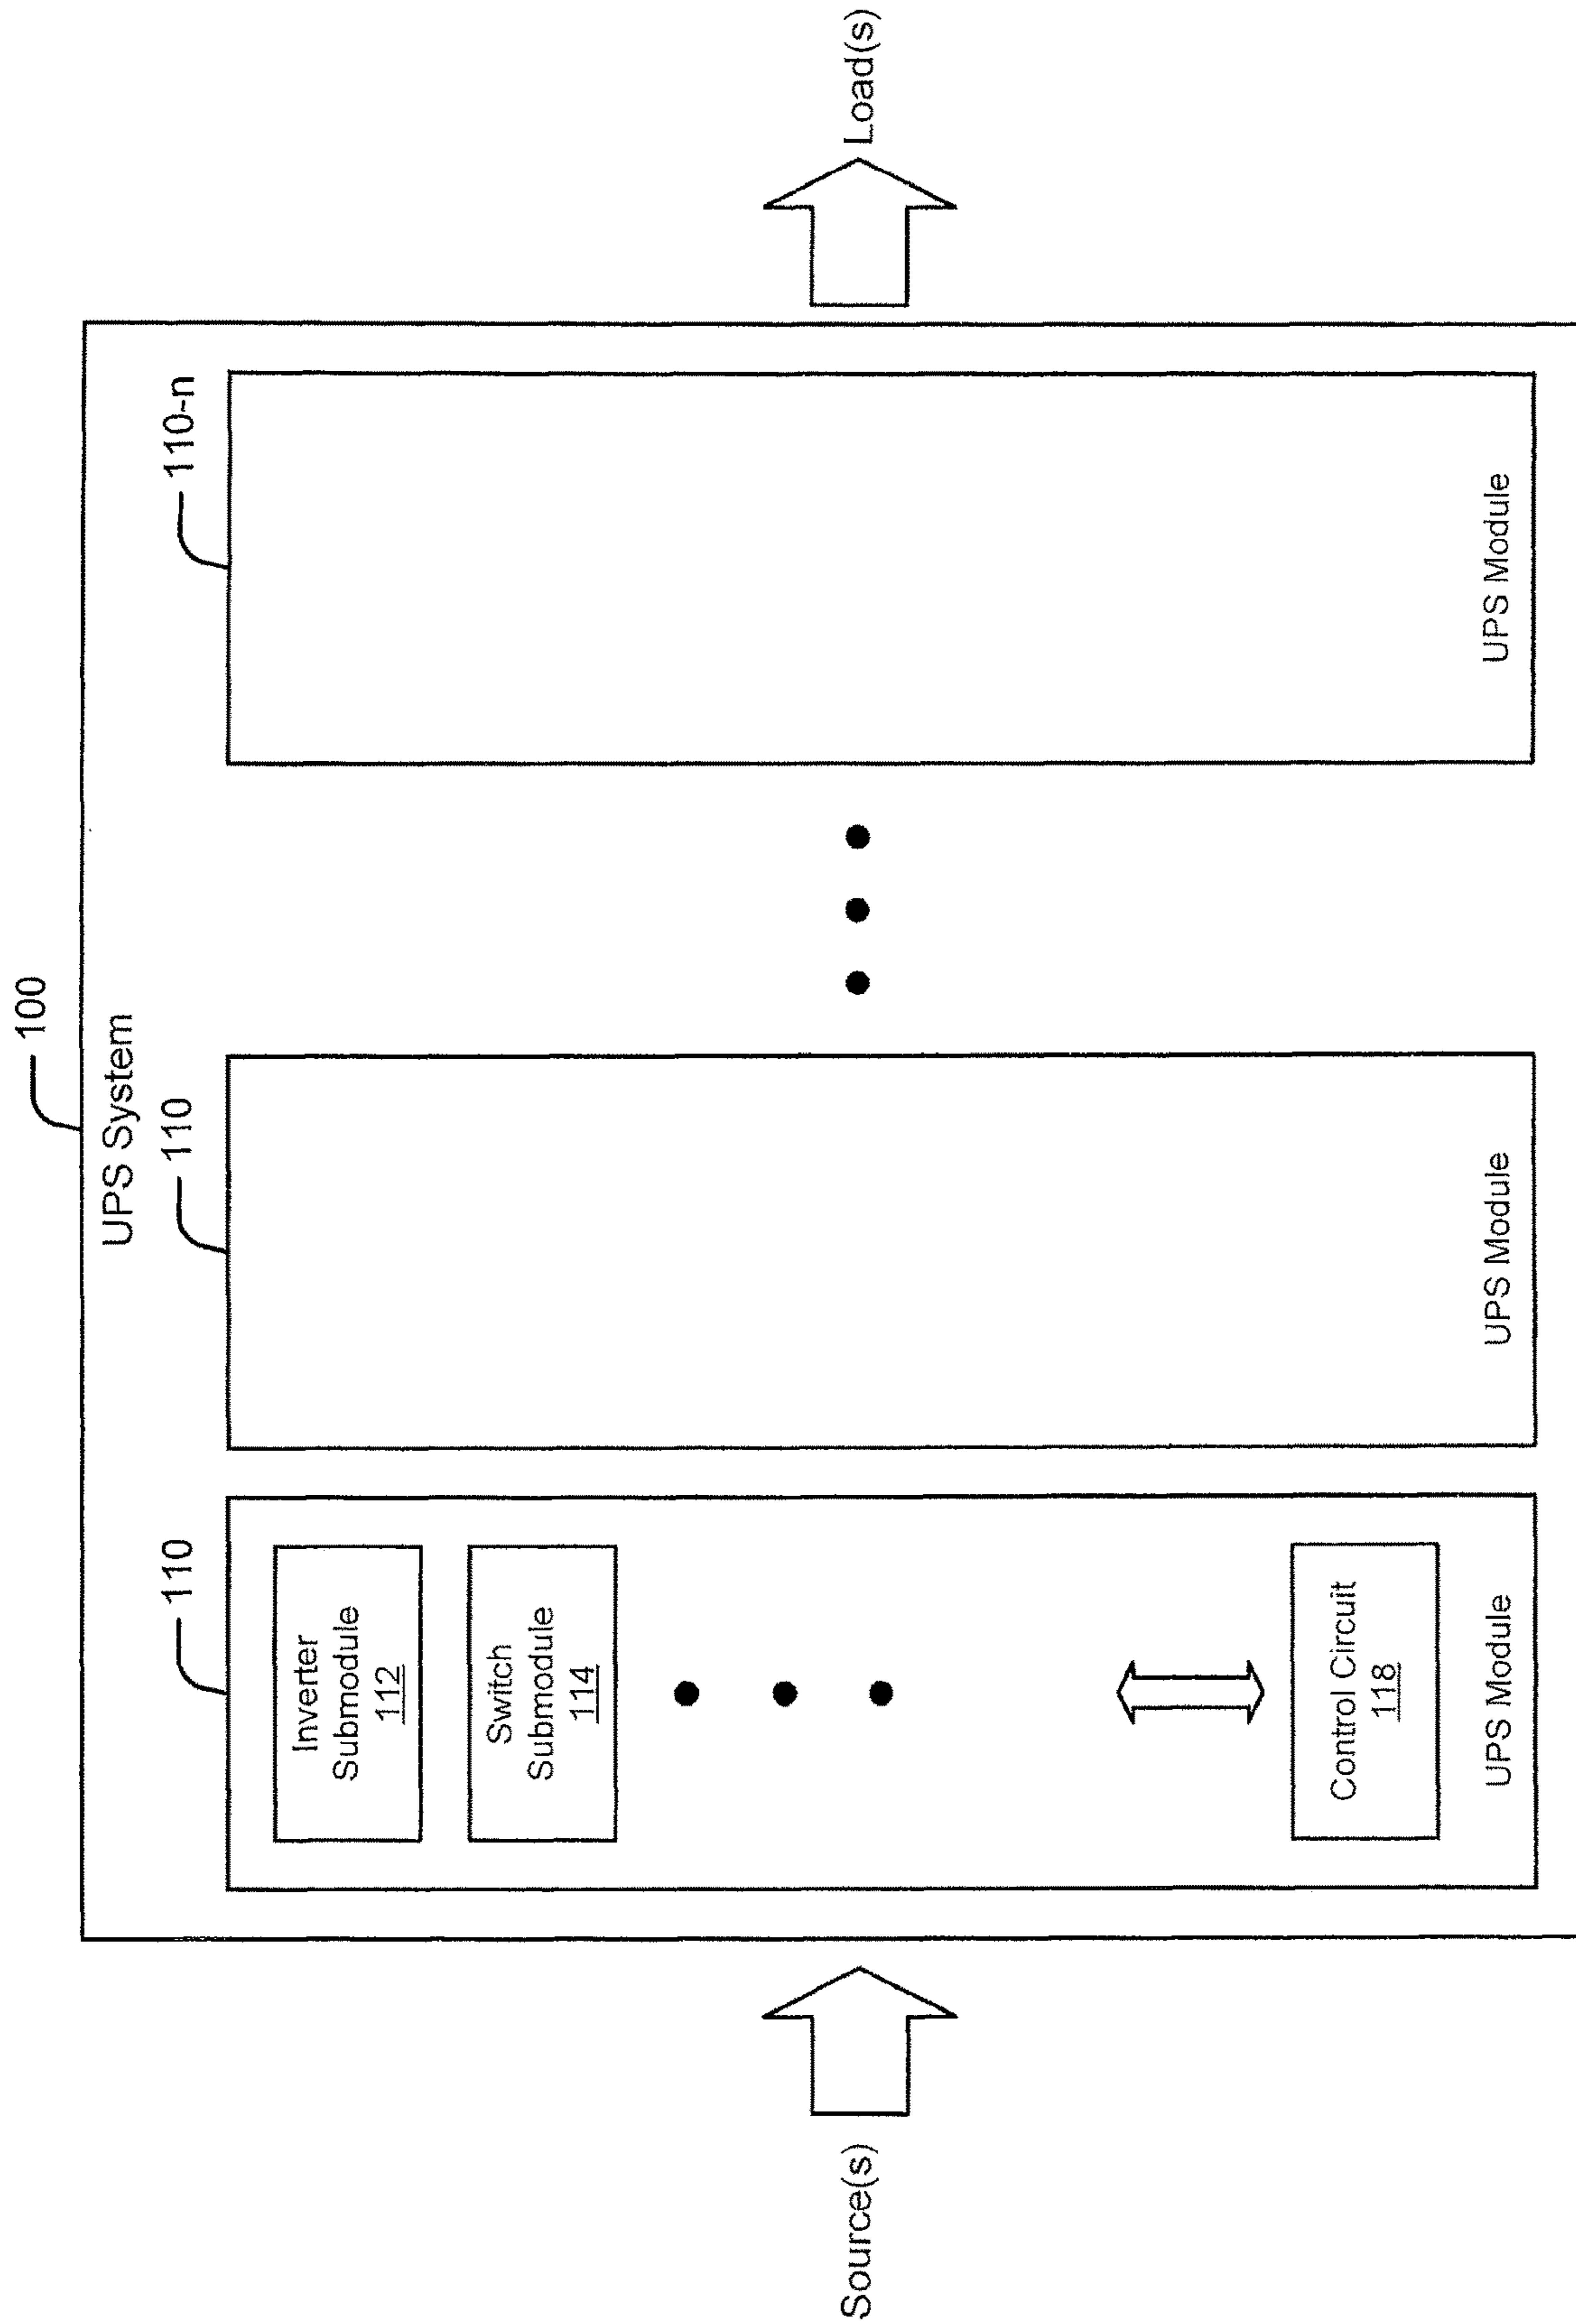 100
UPS System
110
110
110-n
Inverter
Submodule
112
Switch
Submodule
114
Control Circuit
118
UPS Module
UPS Module
UPS Module
Source(s)
Load(s)